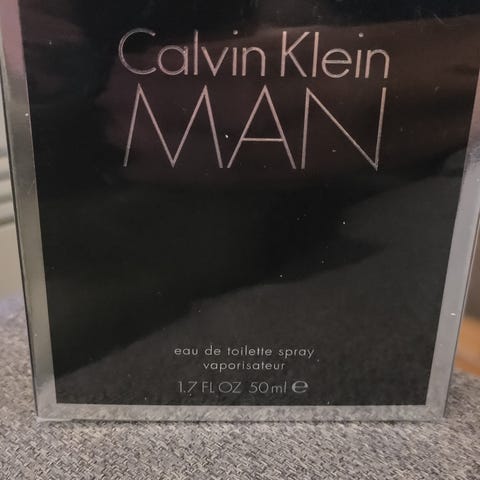 Calvin Klein
MAN
eau de toilette spray
vaporisateur
1.7 FL OZ 50 ml ℮